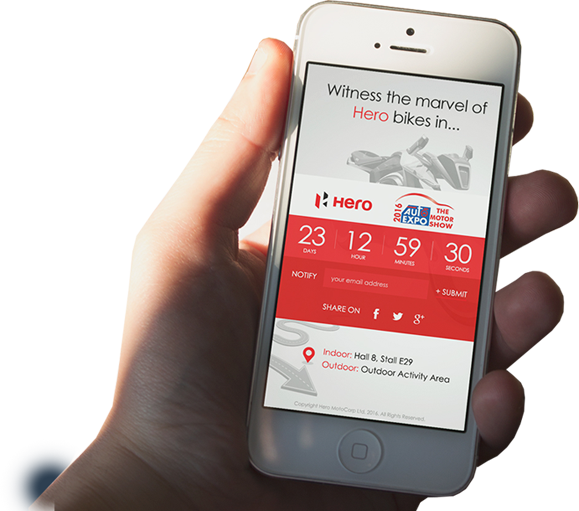 Witness the marvel of
Hero bikes in...
Hero
2016 AUTO EXPO THE MOTOR SHOW
23 12 59 30
DAYS HOUR MINUTES SECONDS
NOTIFY your email address + SUBMIT
SHARE ON f g+
Indoor: Hall 8, Stall E29
Outdoor: Outdoor Activity Area
Copyright Hero MotoCorp Ltd. 2016. All Rights Reserved.